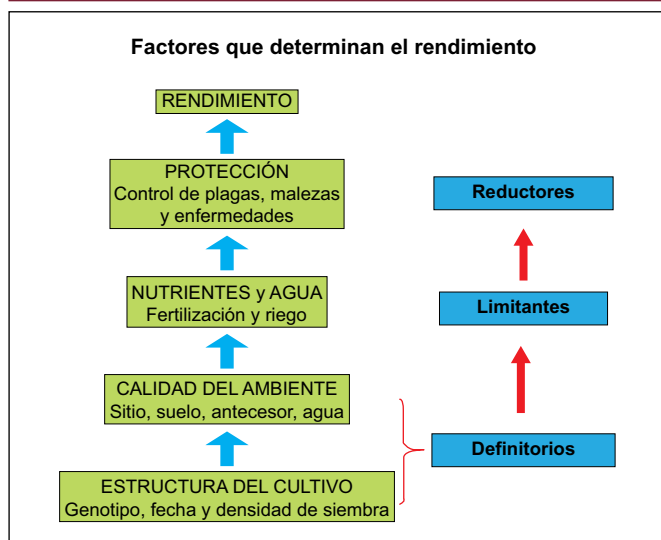 Factores que determinan el rendimiento
RENDIMIENTO
PROTECCIÓN
Control de plagas, malezas
y enfermedades
Reductores
NUTRIENTES y AGUA
Fertilización y riego
Limitantes
CALIDAD DEL AMBIENTE
Sitio, suelo, antecesor, agua
Definitorios
ESTRUCTURA DEL CULTIVO
Genotipo, fecha y densidad de siembra